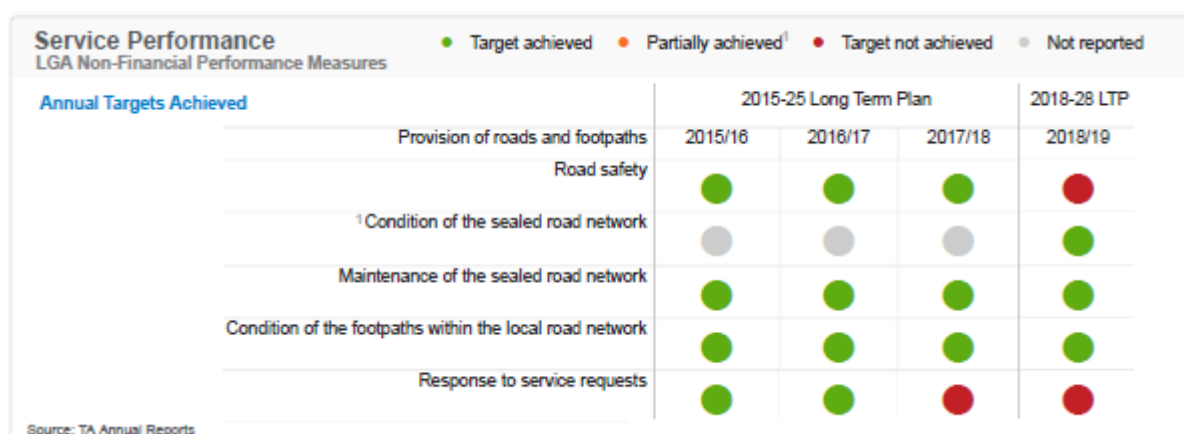 Service Performance
LGA Non-Financial Performance Measures
Target achieved
Partially achieved¹
Target not achieved
Not reported
Annual Targets Achieved
2015-25 Long Term Plan
2018-28 LTP
Provision of roads and footpaths
2015/16
2016/17
2017/18
2018/19
Road safety
¹Condition of the sealed road network
Maintenance of the sealed road network
Condition of the footpaths within the local road network
Response to service requests
Source: TA Annual Reports